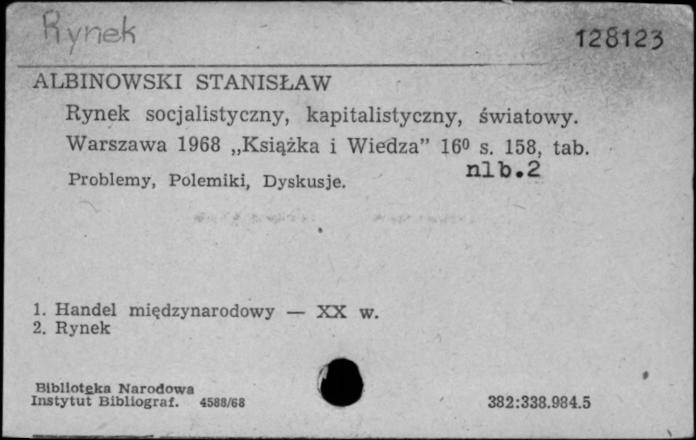 Rynek
128123
ALBINOWSKI STANISŁAW
Rynek socjalistyczny, kapitalistyczny, światowy.
Warszawa 1968 „Książka i Wiedza” 16⁰ s. 158, tab.
nlb.2
Problemy, Polemiki, Dyskusje.
1. Handel międzynarodowy — XX w.
2. Rynek
Biblioteka Narodowa
Instytut Bibliograf. 4588/68
382:338.984.5